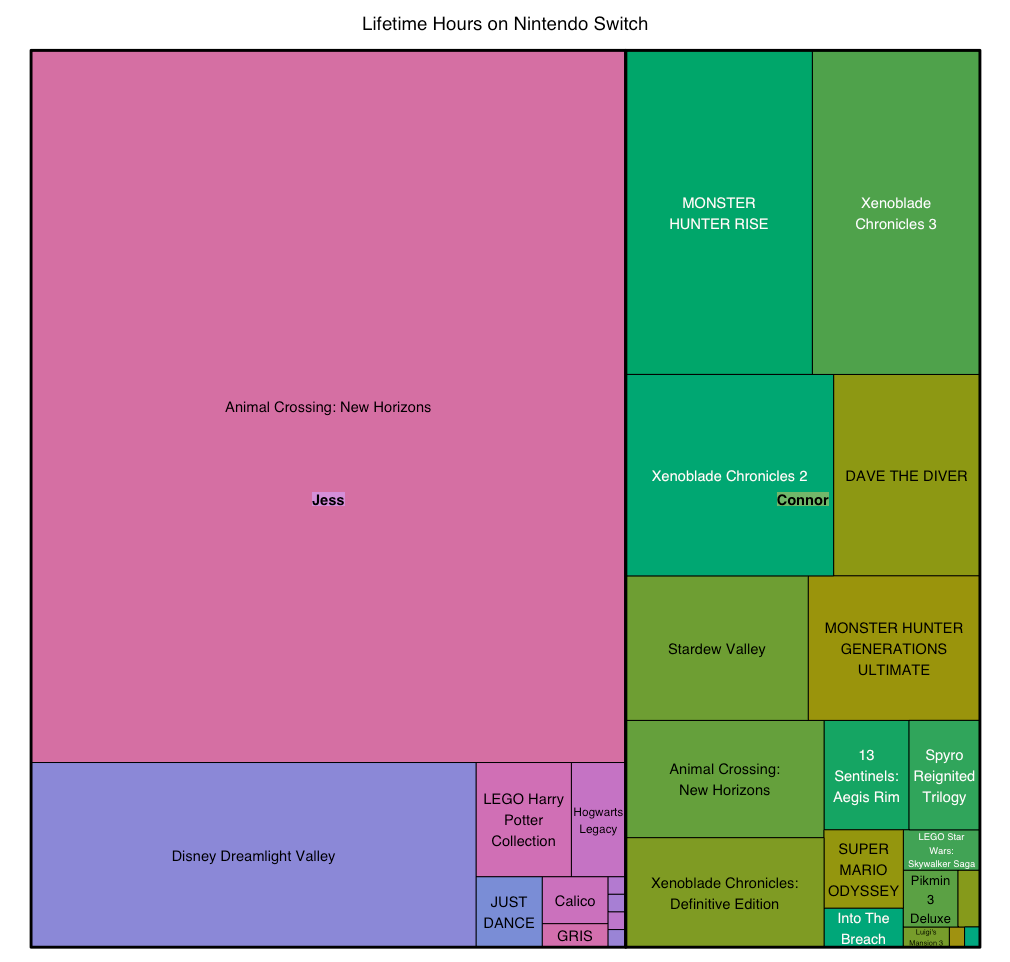 Lifetime Hours on Nintendo Switch
Animal Crossing: New Horizons
Jess
Disney Dreamlight Valley
LEGO Harry
Potter
Collection
Hogwarts
Legacy
JUST
DANCE
Calico
GRIS
MONSTER
HUNTER RISE
Xenoblade
Chronicles 3
Xenoblade Chronicles 2
Connor
DAVE THE DIVER
Stardew Valley
MONSTER HUNTER
GENERATIONS
ULTIMATE
Animal Crossing:
New Horizons
13
Sentinels:
Aegis Rim
Spyro
Reignited
Trilogy
Xenoblade Chronicles:
Definitive Edition
SUPER
MARIO
ODYSSEY
LEGO Star
Wars:
Skywalker Saga
Pikmin
3
Deluxe
Into The
Breach
Luigi's
Mansion 3